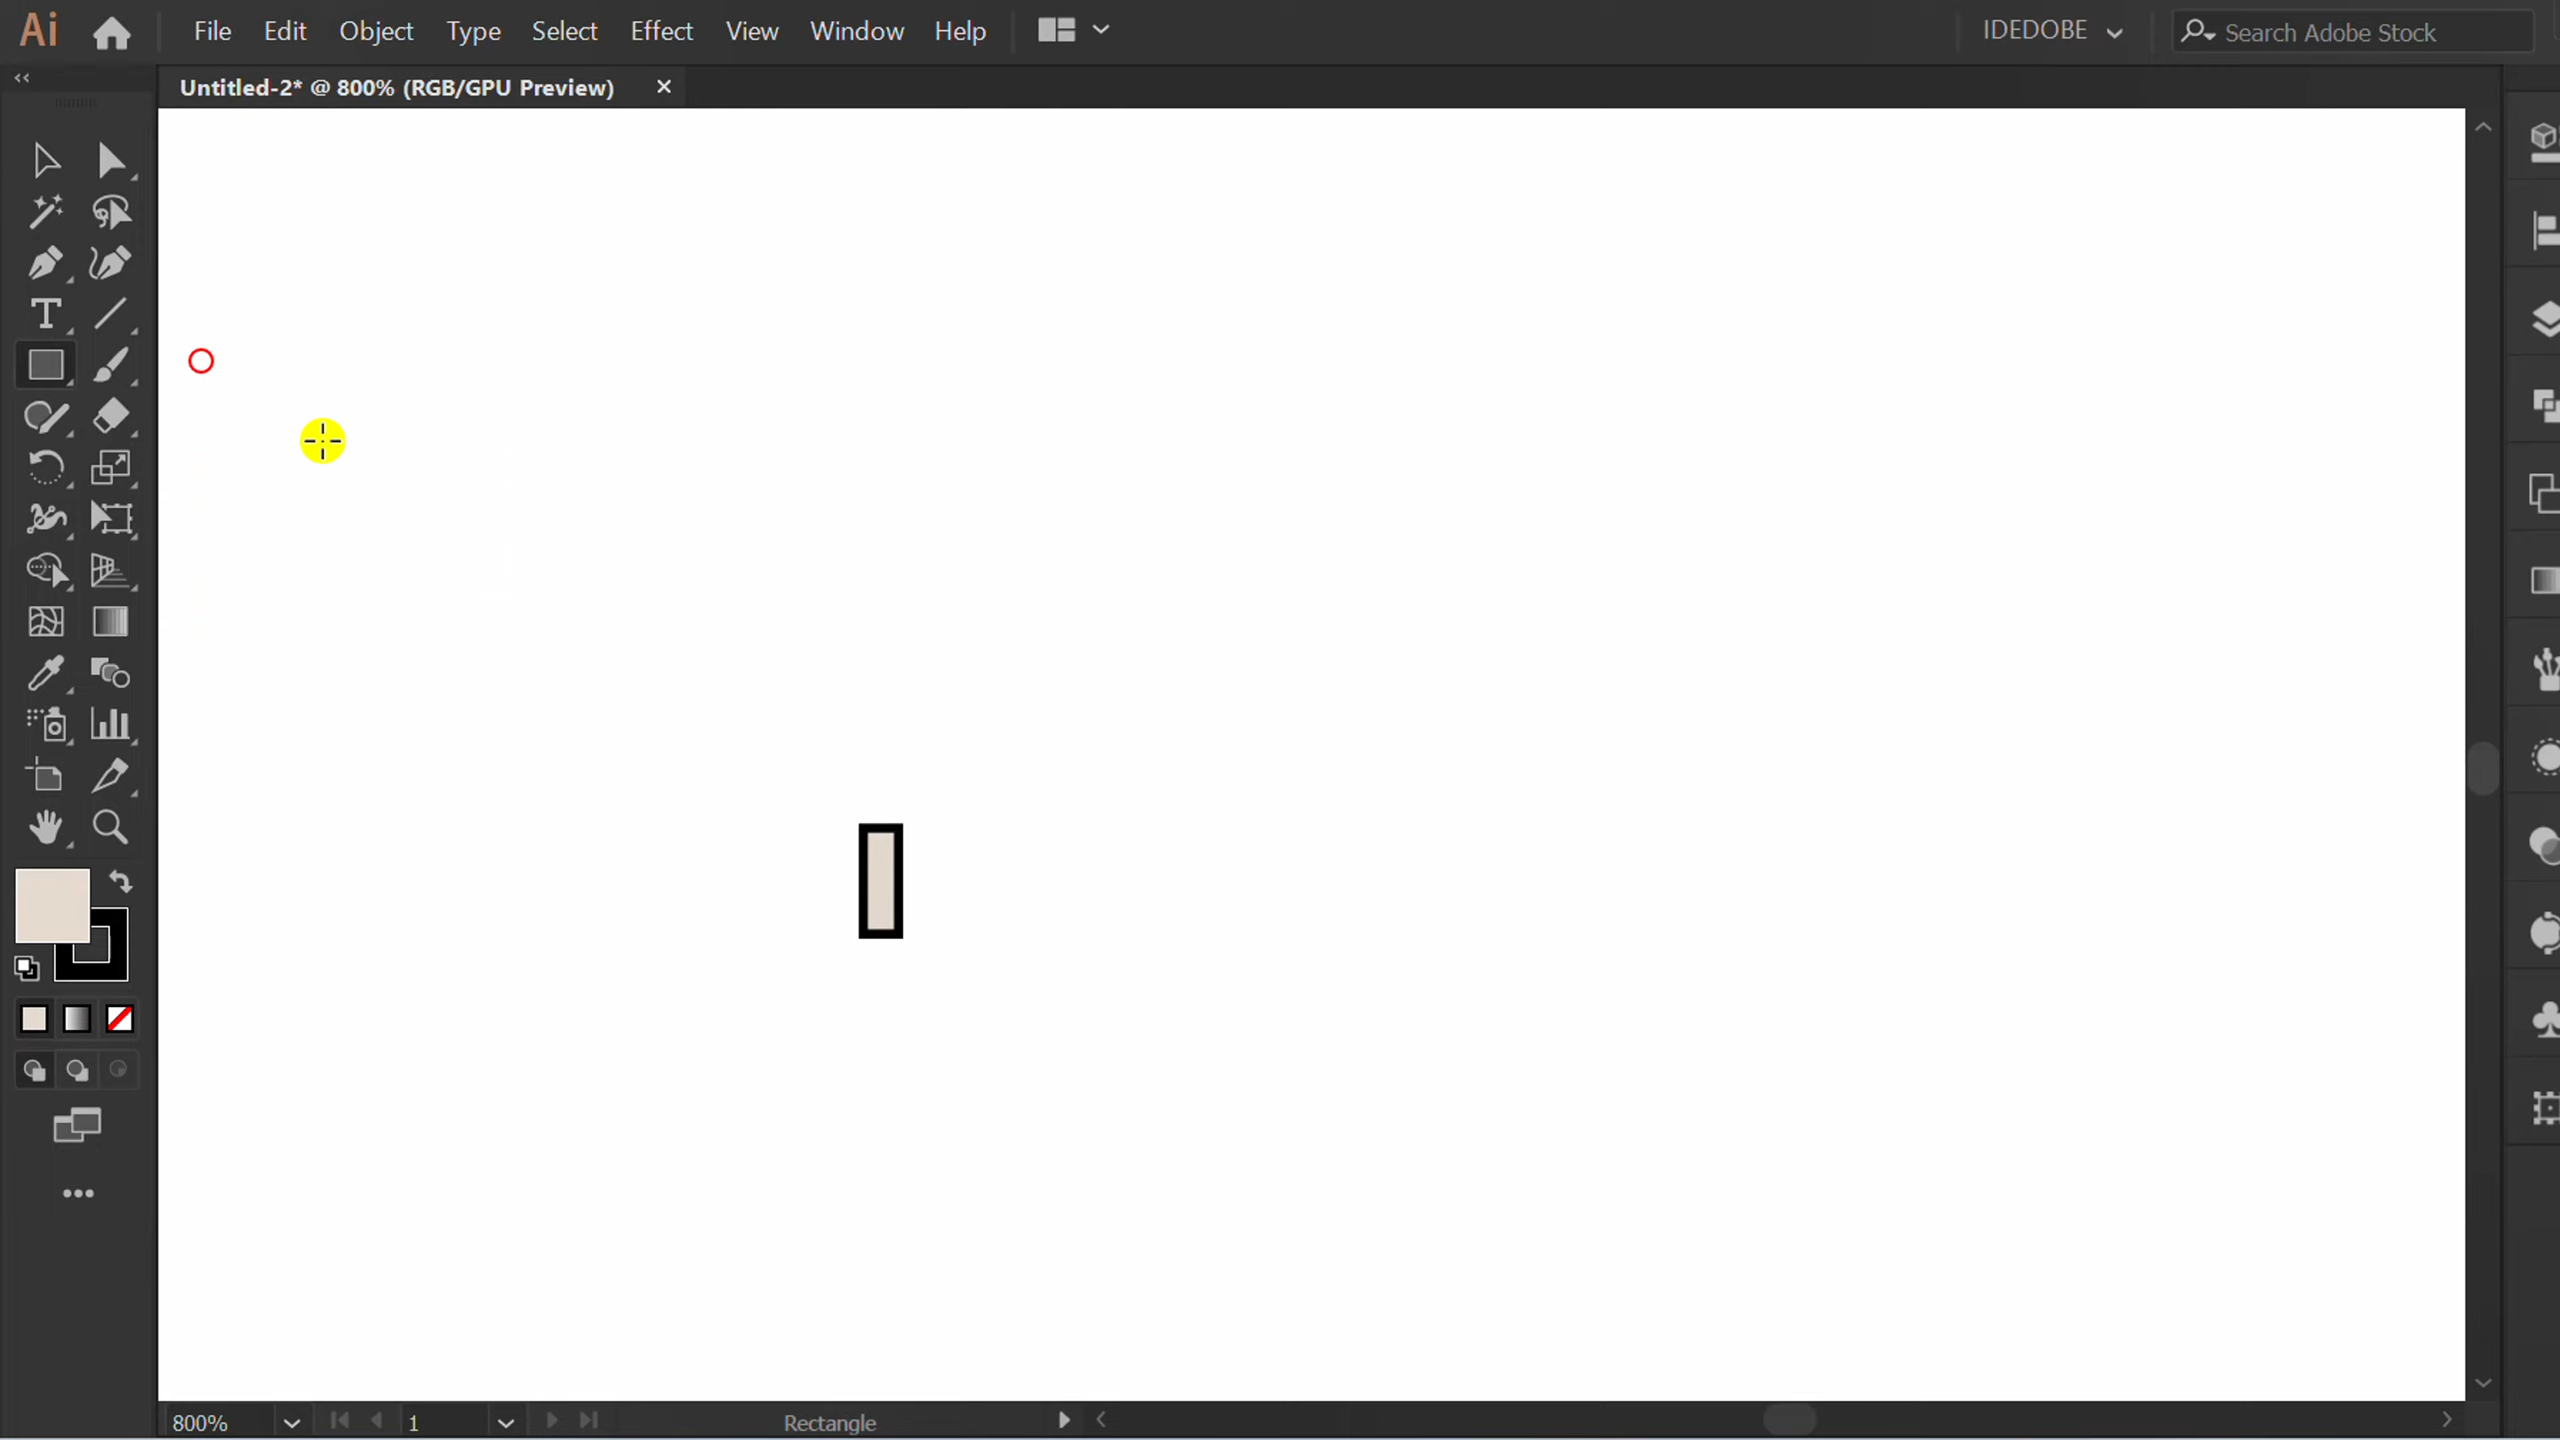 Ai File Edit Object Type Select Effect View Window Help IDEDOBE Search Adobe Stock
Untitled-2* @ 800% (RGB/GPU Preview)
800% 1 Rectangle